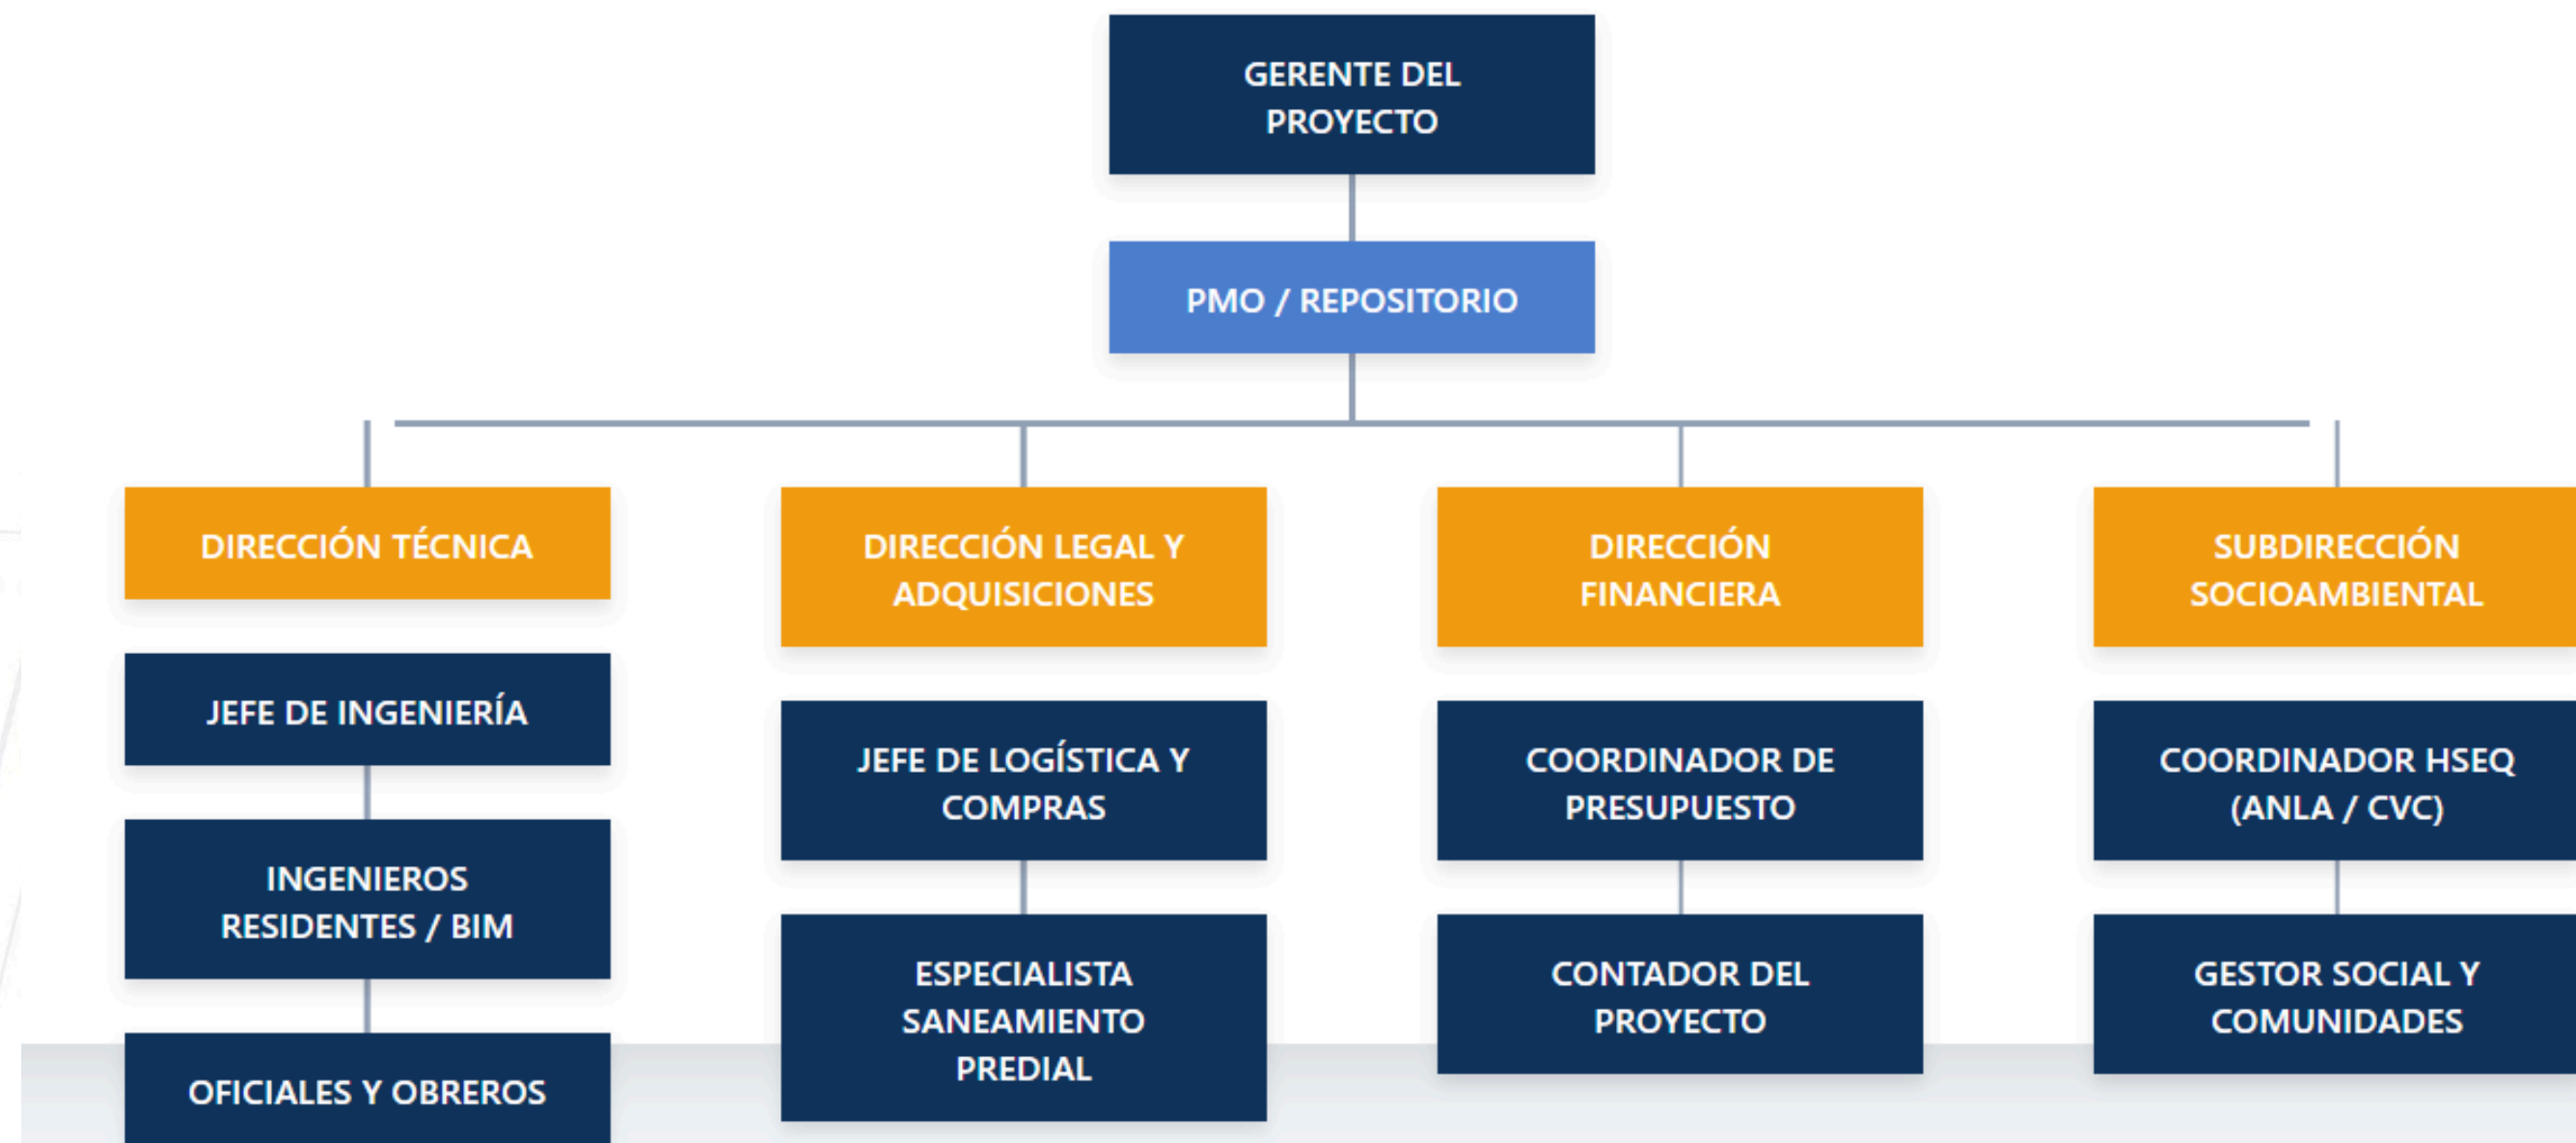 GERENTE DEL
PROYECTO
PMO / REPOSITORIO
DIRECCIÓN TÉCNICA
JEFE DE INGENIERÍA
INGENIEROS
RESIDENTES / BIM
OFICIALES Y OBREROS
DIRECCIÓN LEGAL Y
ADQUISICIONES
JEFE DE LOGÍSTICA Y
COMPRAS
ESPECIALISTA
SANEAMIENTO
PREDIAL
DIRECCIÓN
FINANCIERA
COORDINADOR DE
PRESUPUESTO
CONTADOR DEL
PROYECTO
SUBDIRECCIÓN
SOCIOAMBIENTAL
COORDINADOR HSEQ
(ANLA / CVC)
GESTOR SOCIAL Y
COMUNIDADES